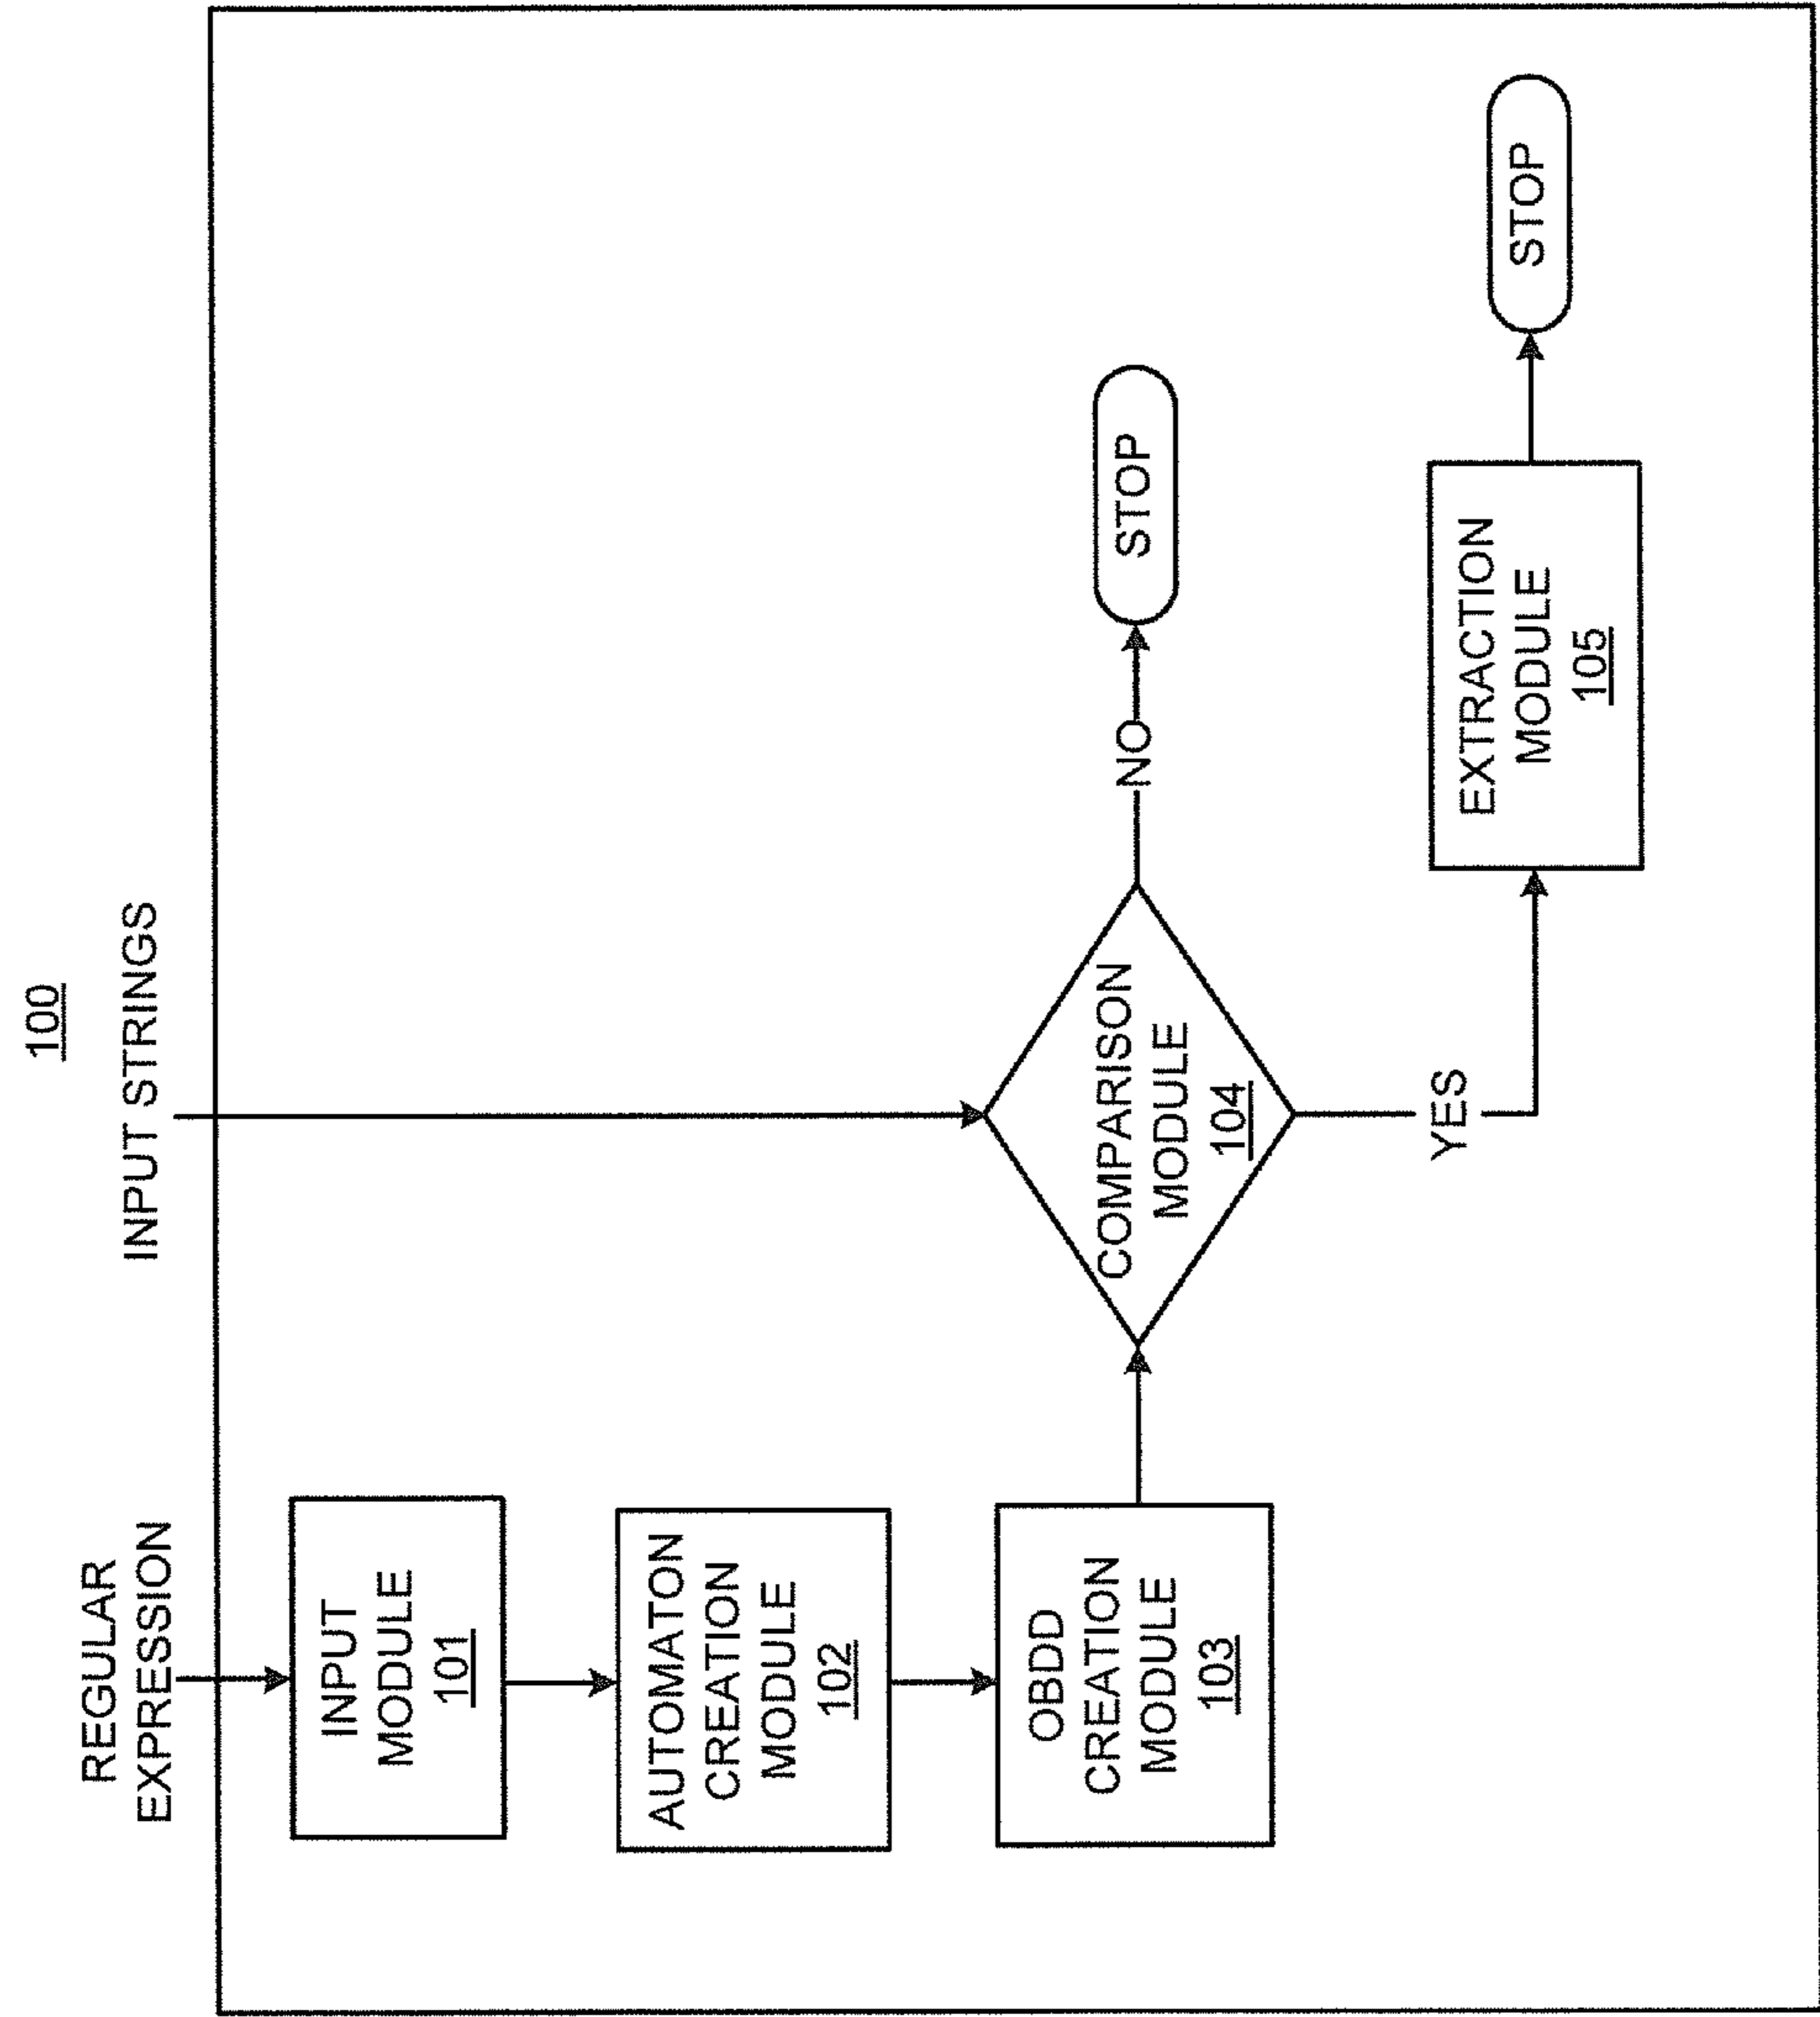 100
REGULAR
EXPRESSION
INPUT STRINGS
INPUT
MODULE
101
AUTOMATON
CREATION
MODULE
102
OBDD
CREATION
MODULE
103
COMPARISON
MODULE
104
NO
STOP
YES
EXTRACTION
MODULE
105
STOP